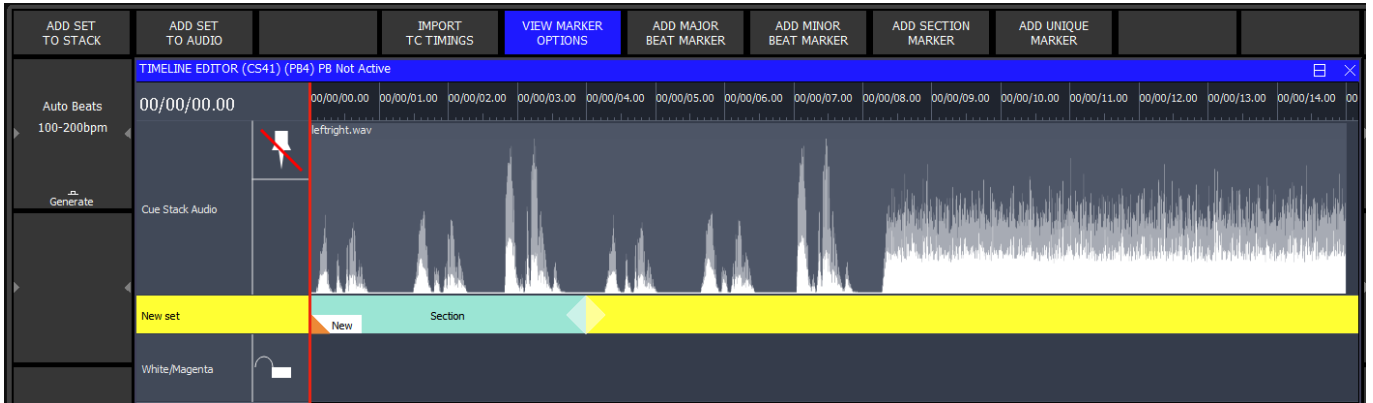 ADD SET
TO STACK
ADD SET
TO AUDIO
IMPORT
TC TIMINGS
VIEW MARKER
OPTIONS
ADD MAJOR
BEAT MARKER
ADD MINOR
BEAT MARKER
ADD SECTION
MARKER
ADD UNIQUE
MARKER
TIMELINE EDITOR (CS41) (PB4) PB Not Active
Auto Beats
100-200bpm
Generate
00/00/00.00
00/00/00.00 00/00/01.00 00/00/02.00 00/00/03.00 00/00/04.00 00/00/05.00 00/00/06.00 00/00/07.00 00/00/08.00 00/00/09.00 00/00/10.00 00/00/11.00 00/00/12.00 00/00/13.00 00/00/14.00 00
leftright.wav
Cue Stack Audio
New set
New
Section
White/Magenta